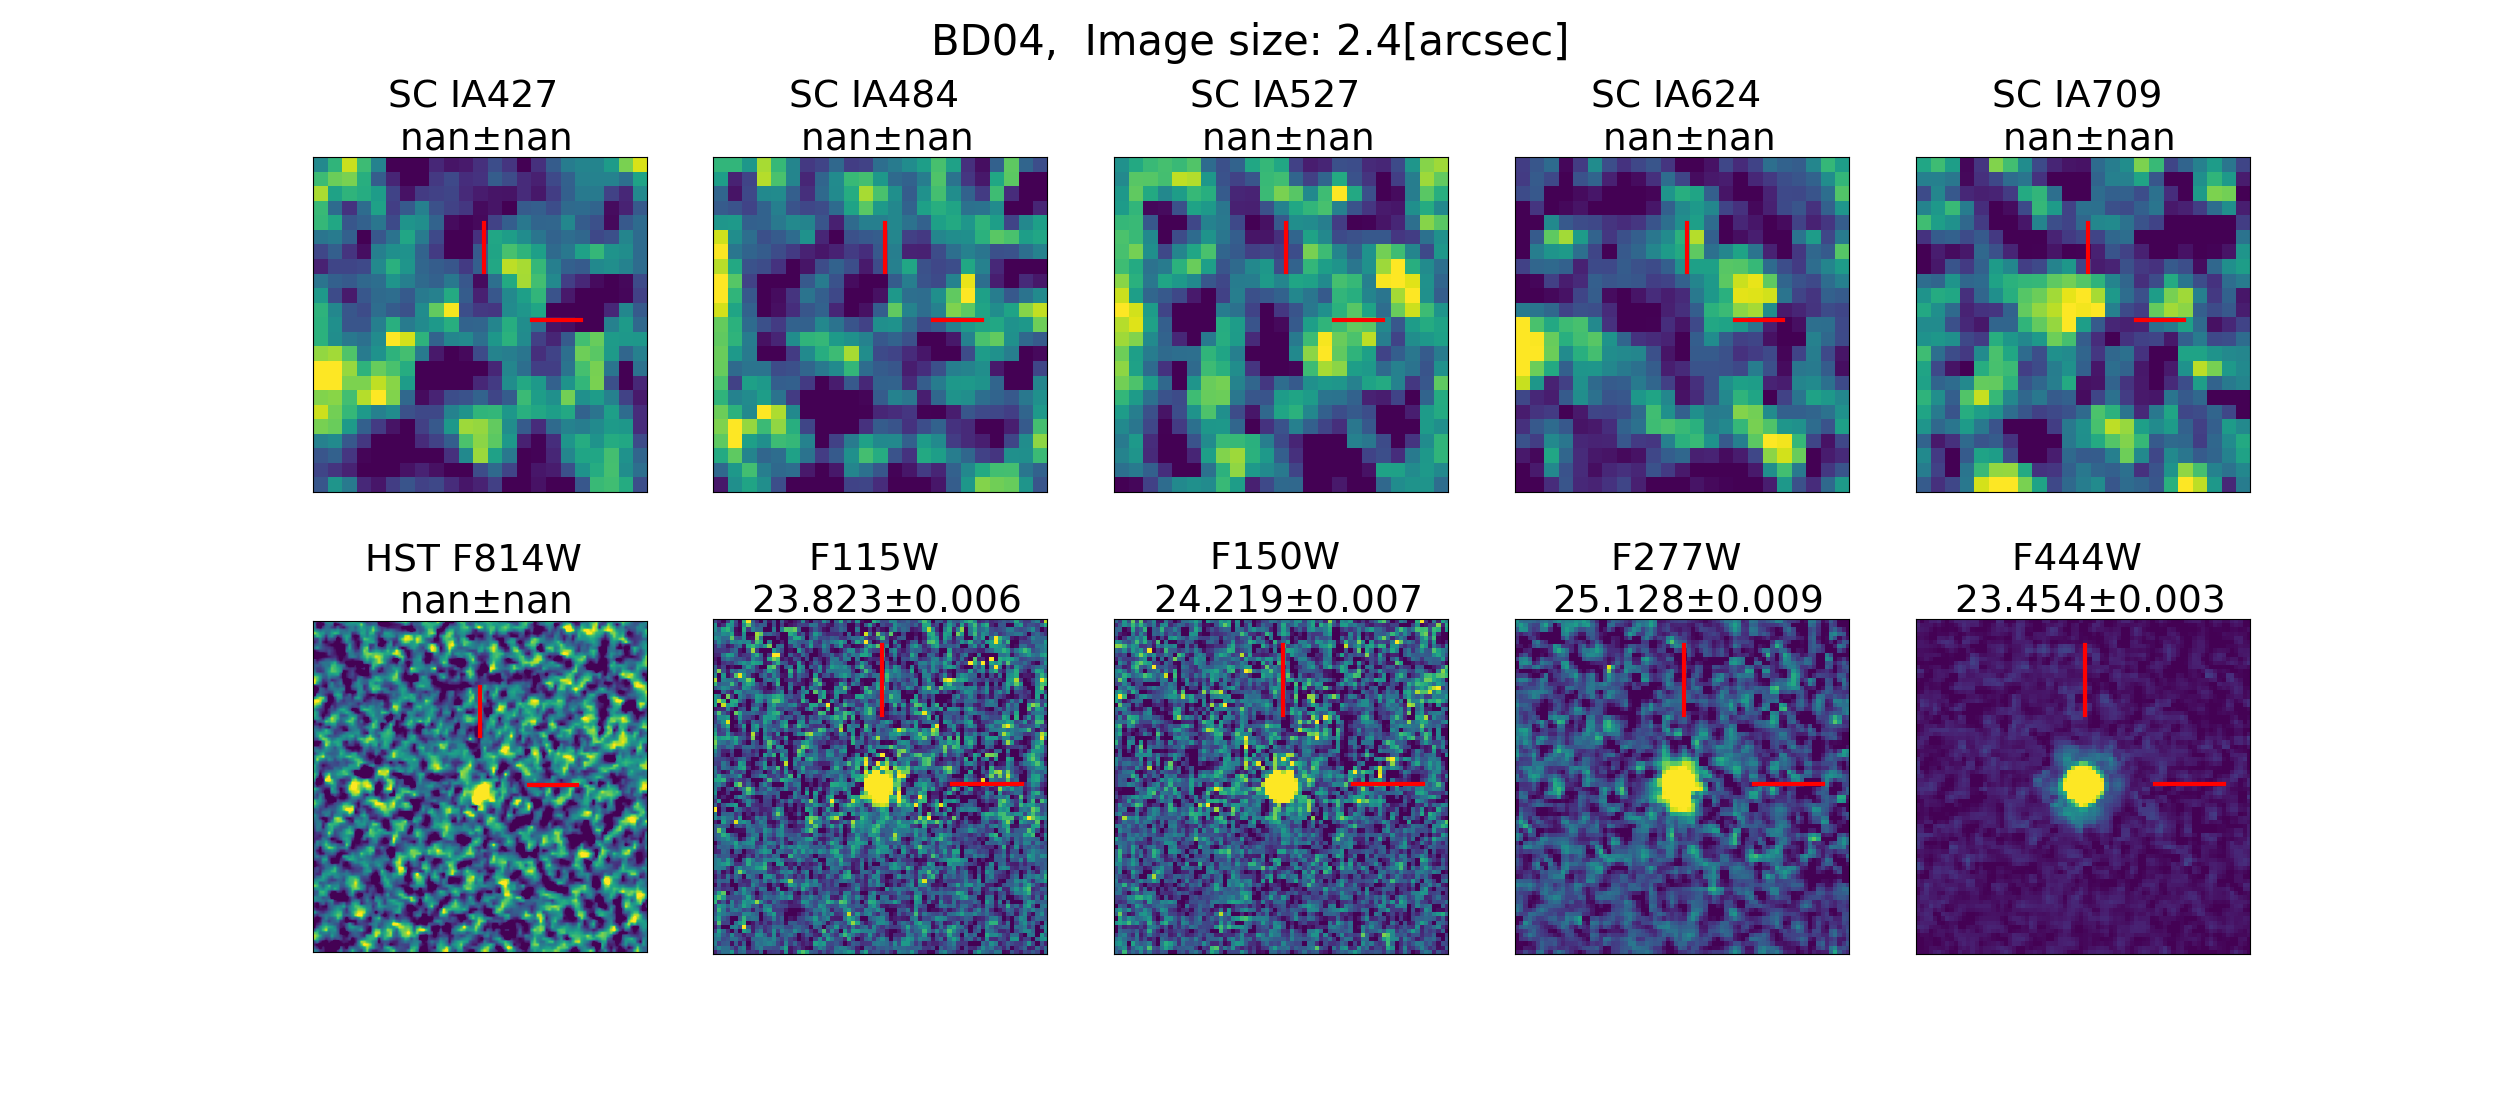 BD04,  Image size: 2.4[arcsec]
SC IA427
nan±nan
SC IA484
nan±nan
SC IA527
nan±nan
SC IA624
nan±nan
SC IA709
nan±nan
HST F814W
nan±nan
F115W
23.823±0.006
F150W
24.219±0.007
F277W
25.128±0.009
F444W
23.454±0.003